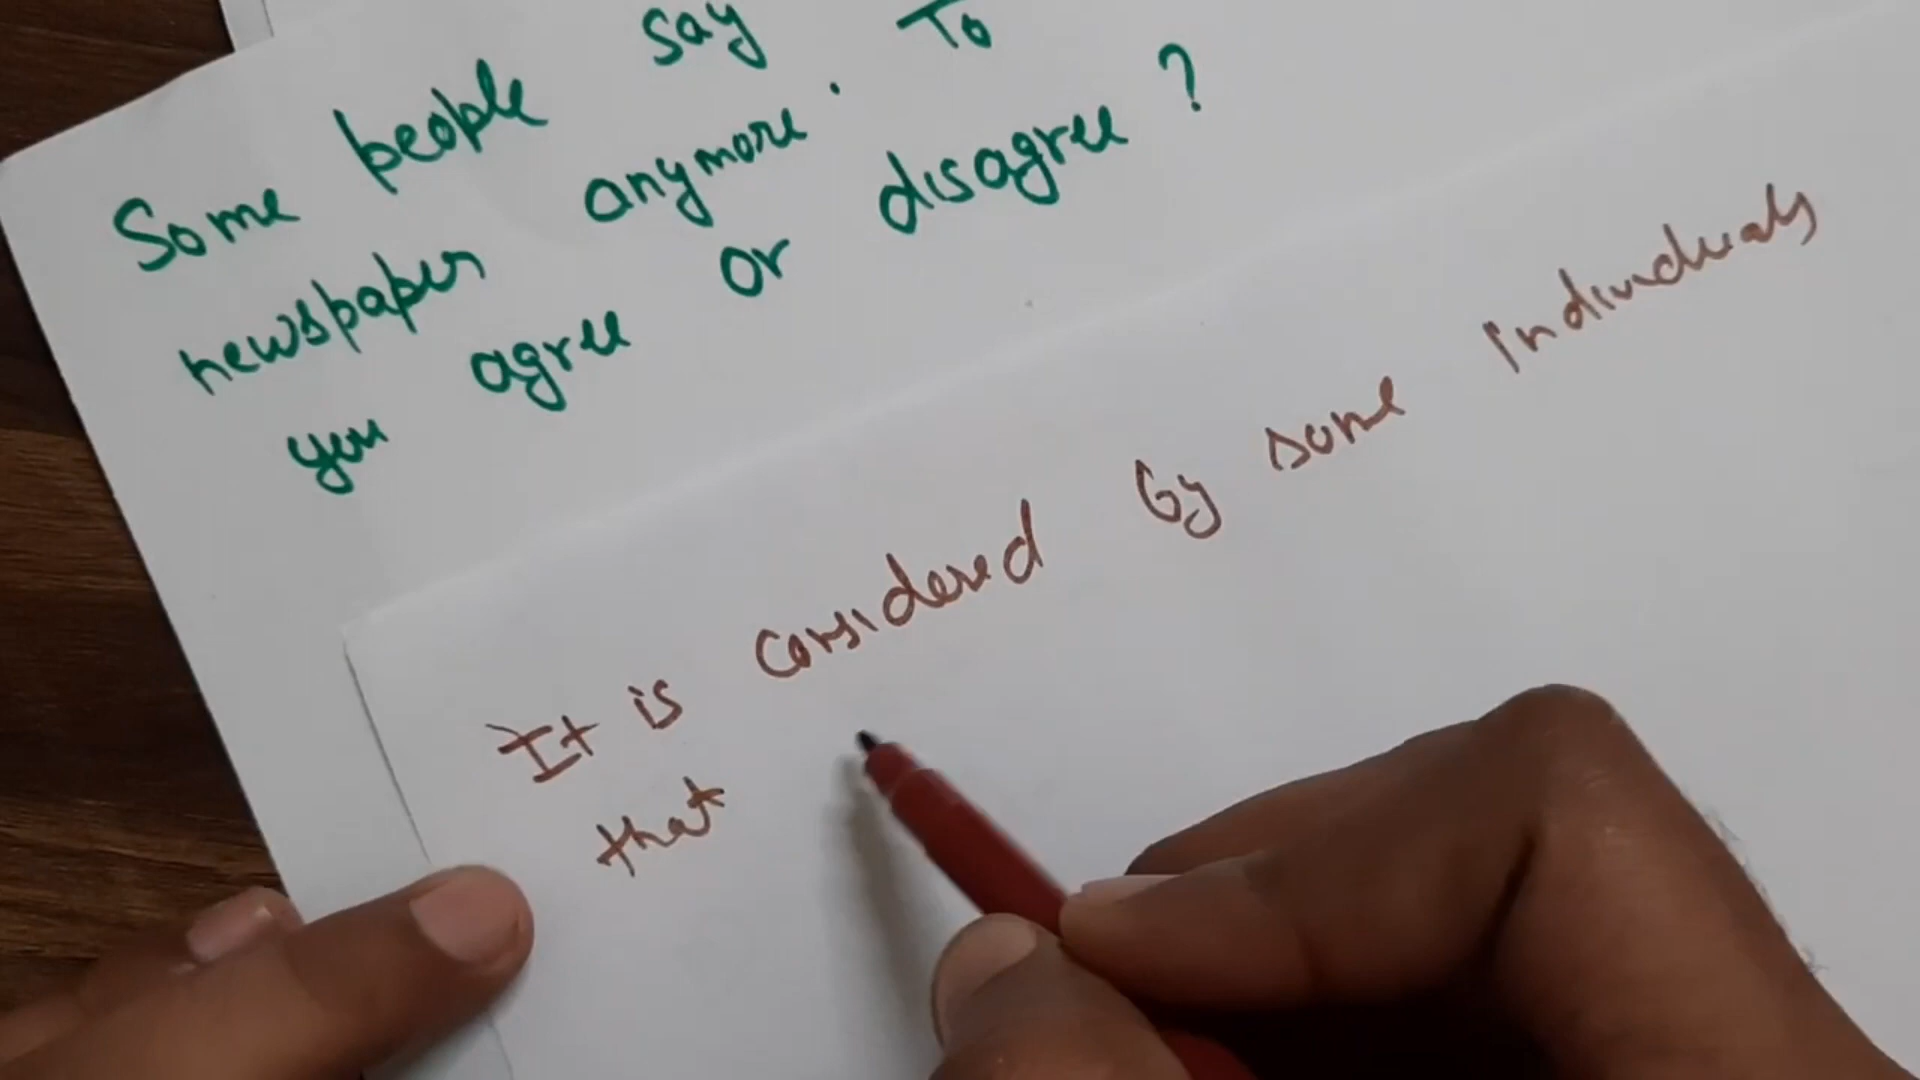 Some people say To
newspaper anymore.
you agree or disagree ?
It is considered by some individuals
that